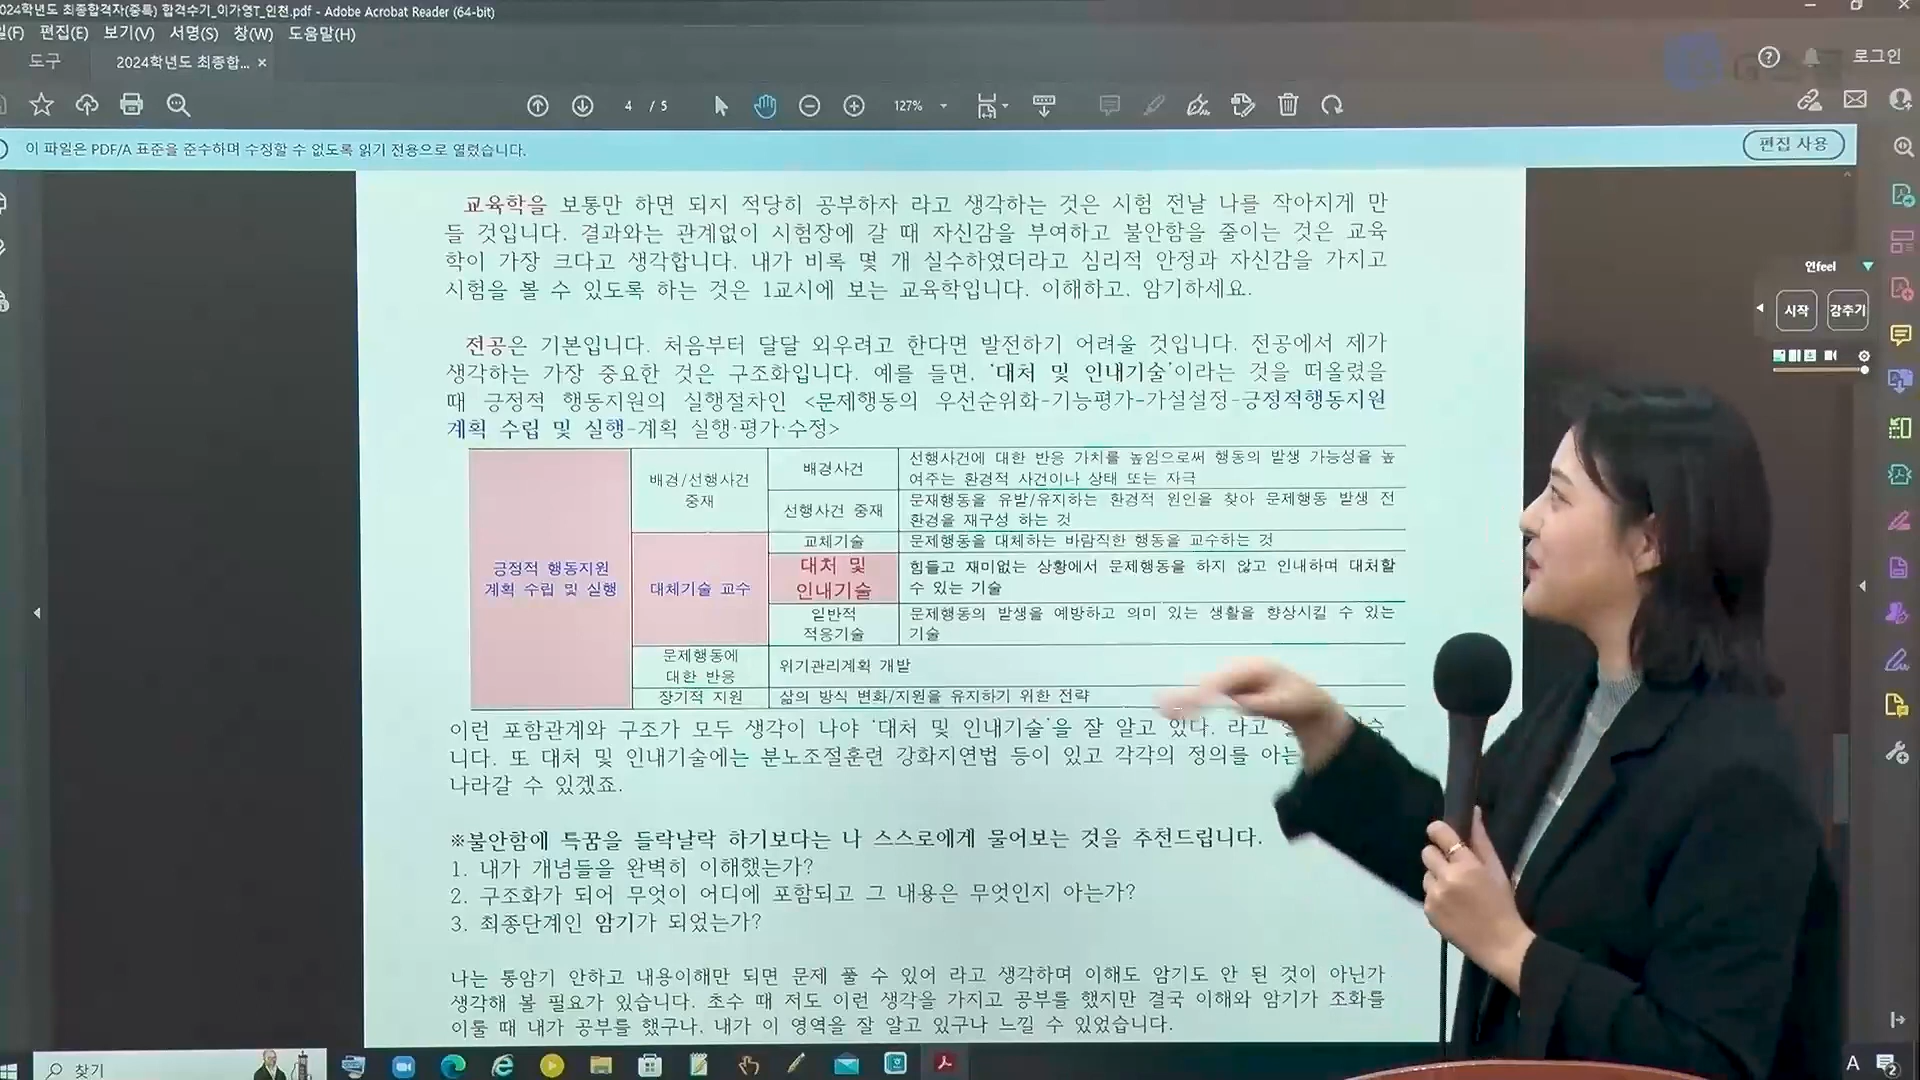 2024학년도 최종합격자(중특) 합격수기_이가영T_인천.pdf - Adobe Acrobat Reader (64-bit)
편집(E) 보기(V) 서명(S) 창(W) 도움말(H)
도구 2024학년도 최종합... × ? 로그인
4 / 5 127%
이 파일은 PDF/A 표준을 준수하며 수정할 수 없도록 읽기 전용으로 열렸습니다. 편집 사용
교육학을 보통만 하면 되지 적당히 공부하자 라고 생각하는 것은 시험 전날 나를 작아지게 만
들 것입니다. 결과와는 관계없이 시험장에 갈 때 자신감을 부여하고 불안함을 줄이는 것은 교육
학이 가장 크다고 생각합니다. 내가 비록 몇 개 실수하였더라고 심리적 안정과 자신감을 가지고
시험을 볼 수 있도록 하는 것은 1교시에 보는 교육학입니다. 이해하고, 암기하세요.
인feel
시작 감추기
전공은 기본입니다. 처음부터 달달 외우려고 한다면 발전하기 어려울 것입니다. 전공에서 제가
생각하는 가장 중요한 것은 구조화입니다. 예를 들면, '대처 및 인내기술'이라는 것을 떠올렸을
때 긍정적 행동지원의 실행절차인 <문제행동의 우선순위화-기능평가-가설설정-긍정적행동지원
계획 수립 및 실행-계획 실행·평가·수정>
긍정적 행동지원
계획 수립 및 실행
배경/선행사건
중재
배경사건
선행사건에 대한 반응 가치를 높임으로써 행동의 발생 가능성을 높
여주는 환경적 사건이나 상태 또는 자극
선행사건 중재
문재행동을 유발/유지하는 환경적 원인을 찾아 문제행동 발생 전
환경을 재구성 하는 것
대체기술 교수
교체기술
문제행동을 대체하는 바람직한 행동을 교수하는 것
대처 및
인내기술
힘들고 재미없는 상황에서 문제행동을 하지 않고 인내하며 대처할
수 있는 기술
일반적
적응기술
문제행동의 발생을 예방하고 의미 있는 생활을 향상시킬 수 있는
기술
문제행동에
대한 반응
위기관리계획 개발
장기적 지원
삶의 방식 변화/지원을 유지하기 위한 전략
이런 포함관계와 구조가 모두 생각이 나야 '대처 및 인내기술'을 잘 알고 있다. 라고
니다. 또 대처 및 인내기술에는 분노조절훈련 강화지연법 등이 있고 각각의 정의를 아는
나라갈 수 있겠죠.
※불안함에 특꿈을 들락날락 하기보다는 나 스스로에게 물어보는 것을 추천드립니다.
1. 내가 개념들을 완벽히 이해했는가?
2. 구조화가 되어 무엇이 어디에 포함되고 그 내용은 무엇인지 아는가?
3. 최종단계인 암기가 되었는가?
나는 통암기 안하고 내용이해만 되면 문제 풀 수 있어 라고 생각하며 이해도 암기도 안 된 것이 아닌가
생각해 볼 필요가 있습니다. 초수 때 저도 이런 생각을 가지고 공부를 했지만 결국 이해와 암기가 조화를
이룰 때 내가 공부를 했구나, 내가 이 영역을 잘 알고 있구나 느낄 수 있었습니다.
찾기
A 2